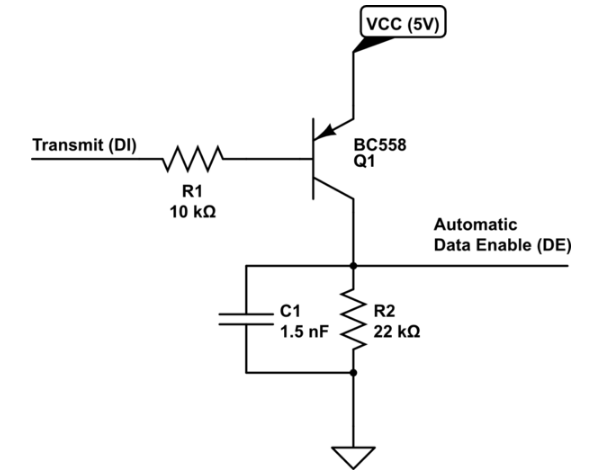 VCC (5V)
Transmit (DI)
R1
10 kΩ
BC558
Q1
Automatic
Data Enable (DE)
C1
1.5 nF
R2
22 kΩ